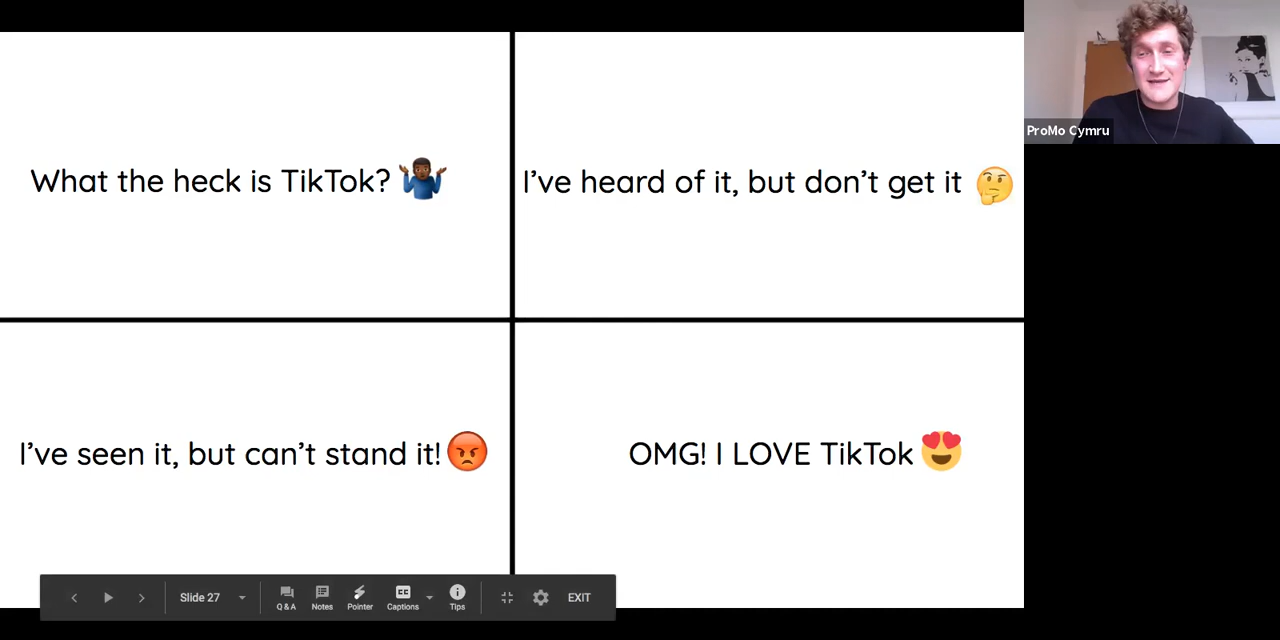 What the heck is TikTok? 🤷🏾‍♂️
I’ve heard of it, but don’t get it 🤔
I’ve seen it, but can’t stand it! 😡
OMG! I LOVE TikTok 😍
ProMo Cymru
Slide 27
Q & A
Notes
Pointer
CC
Captions
Tips
EXIT